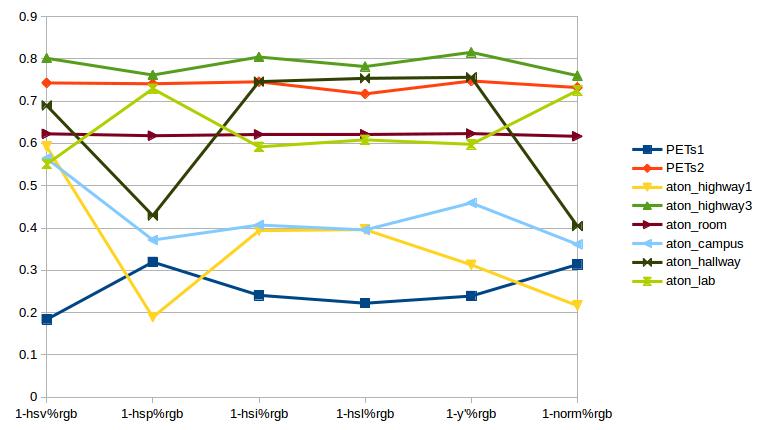 0.9
0.8
0.7
0.6
0.5
0.4
0.3
0.2
0.1
0
1-hsv%rgb 1-hsp%rgb 1-hsi%rgb 1-hsl%rgb 1-y'%rgb 1-norm%rgb
PETs1
PETs2
aton_highway1
aton_highway3
aton_room
aton_campus
aton_hallway
aton_lab